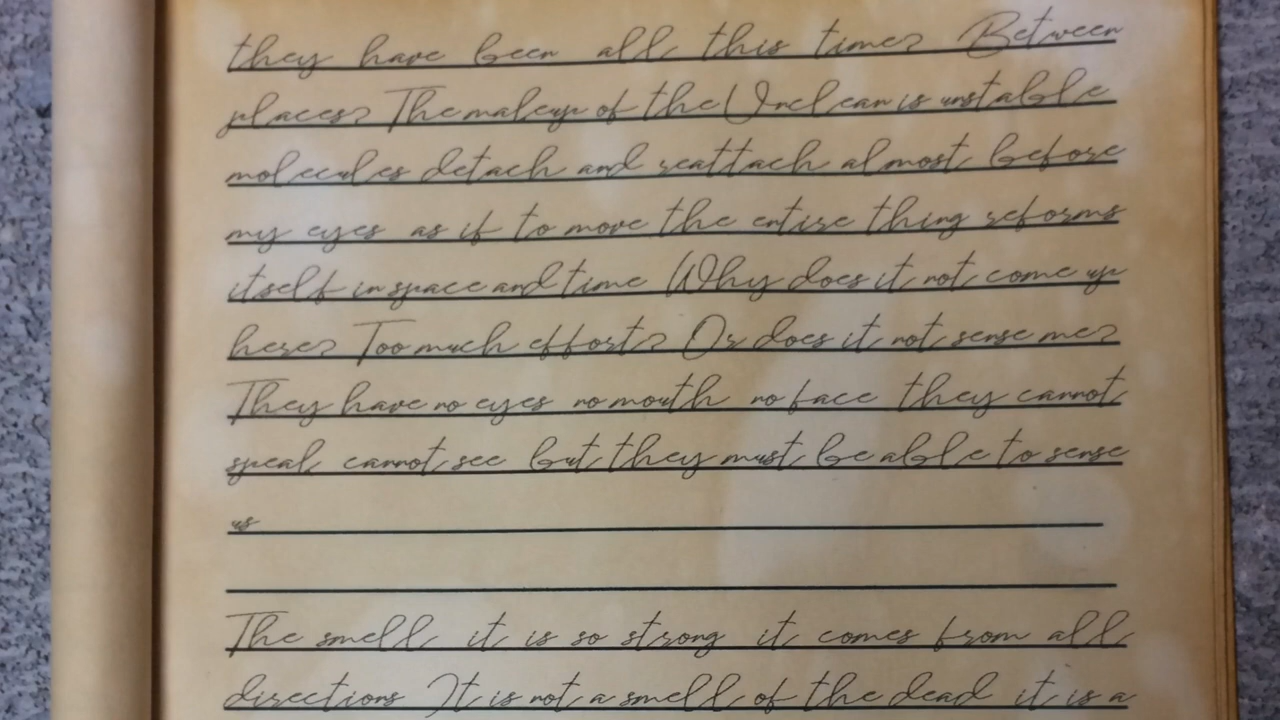 they have been all this time? Between
places? The makeup of the Unclean is unstable
molecules detach and reattach almost before
my eyes as if to move the entire thing reforms
itself in space and time Why does it not come up
here? Too much effort? Or does it not sense me?
They have no eyes no mouth no face they cannot
speak cannot see but they must be able to sense
us
The smell it is so strong it comes from all
directions It is not a smell of the dead it is a